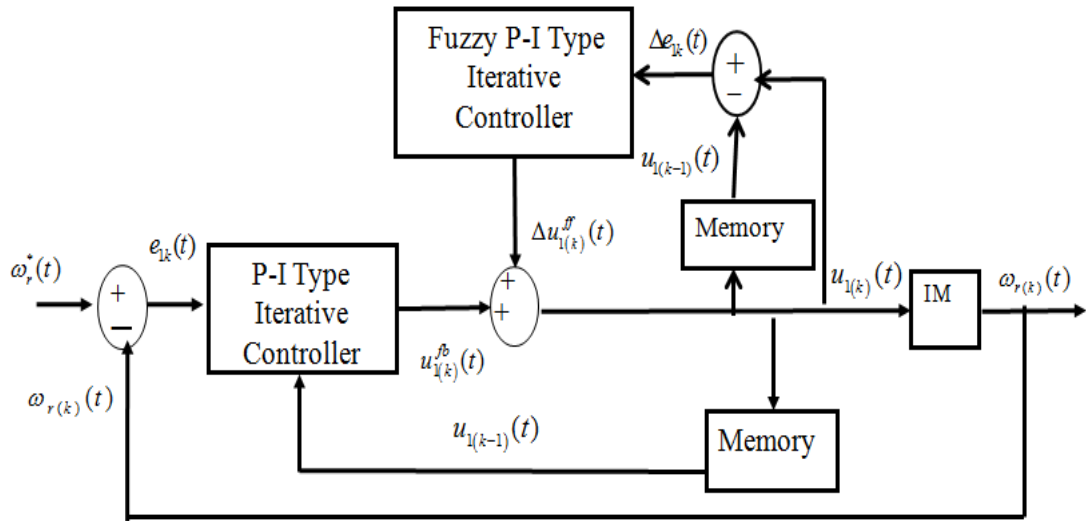 Fuzzy P-I Type
Iterative
Controller
Δe₁ₖ(t)
+
−
u₁₍ₖ₋₁₎(t)
Memory
Δu₁₍ₖ₎^ff(t)
ωᵣ*(t)
e₁ₖ(t)
+
−
P-I Type
Iterative
Controller
+
+
u₁₍ₖ₎^fb(t)
u₁₍ₖ₎(t)
IM
ωᵣ₍ₖ₎(t)
ωᵣ₍ₖ₎(t)
u₁₍ₖ₋₁₎(t)
Memory